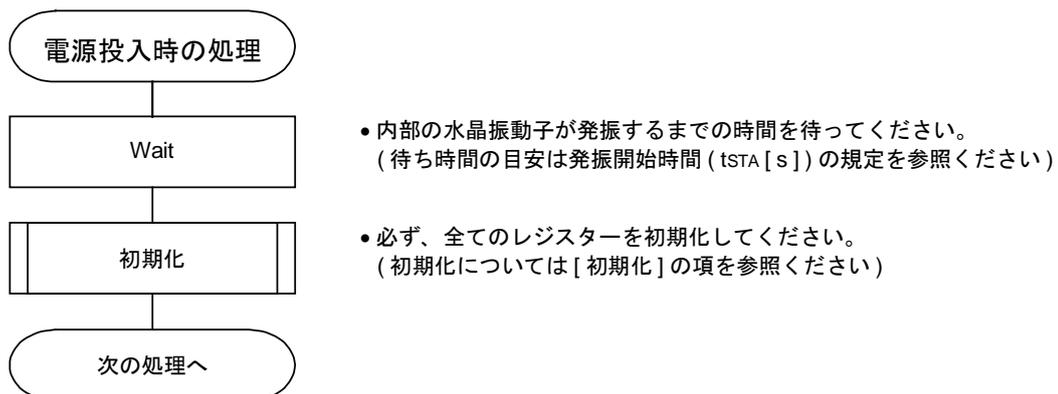 電源投入時の処理
Wait
• 内部の水晶振動子が発振するまでの時間を待ってください。
( 待ち時間の目安は発振開始時間 ( tSTA [ s ] ) の規定を参照ください )
初期化
• 必ず、全てのレジスターを初期化してください。
( 初期化については [ 初期化 ] の項を参照ください )
次の処理へ